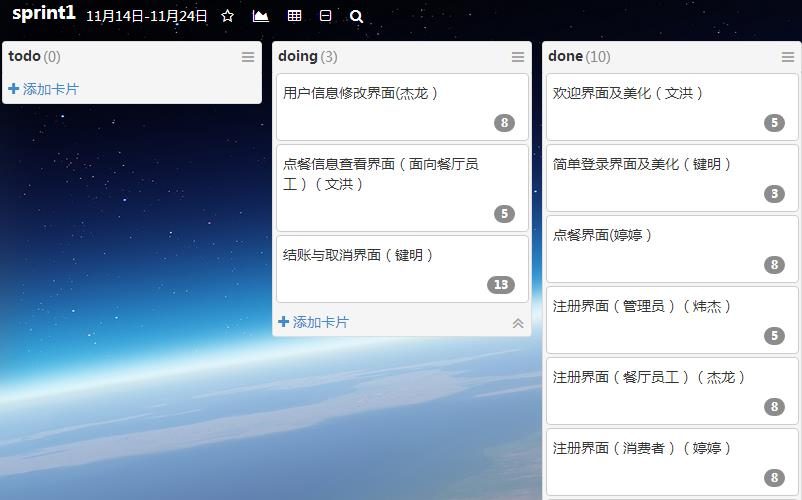 sprint1 11月14日-11月24日
todo(0)
添加卡片
doing(3)
用户信息修改界面(杰龙）
8
点餐信息查看界面（面向餐厅员
工）（文洪）
5
结账与取消界面（键明）
13
添加卡片
done(10)
欢迎界面及美化（文洪）
5
简单登录界面及美化（键明）
3
点餐界面(婷婷）
8
注册界面（管理员）（炜杰）
5
注册界面（餐厅员工）（杰龙）
8
注册界面（消费者）（婷婷）
8